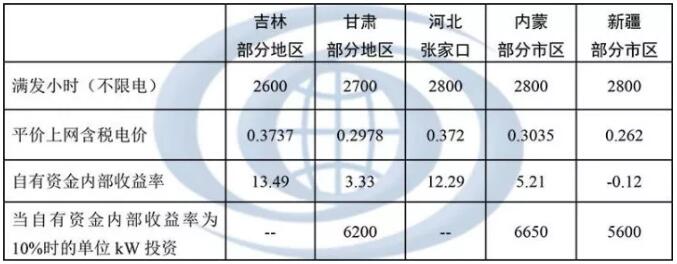 吉林 甘肃 河北 内蒙 新疆
部分地区 部分地区 张家口 部分市区 部分市区
满发小时（不限电） 2600 2700 2800 2800 2800
平价上网含税电价 0.3737 0.2978 0.372 0.3035 0.262
自有资金内部收益率 13.49 3.33 12.29 5.21 -0.12
当自有资金内部收益率为
10%时的单位 kW 投资 -- 6200 -- 6650 5600